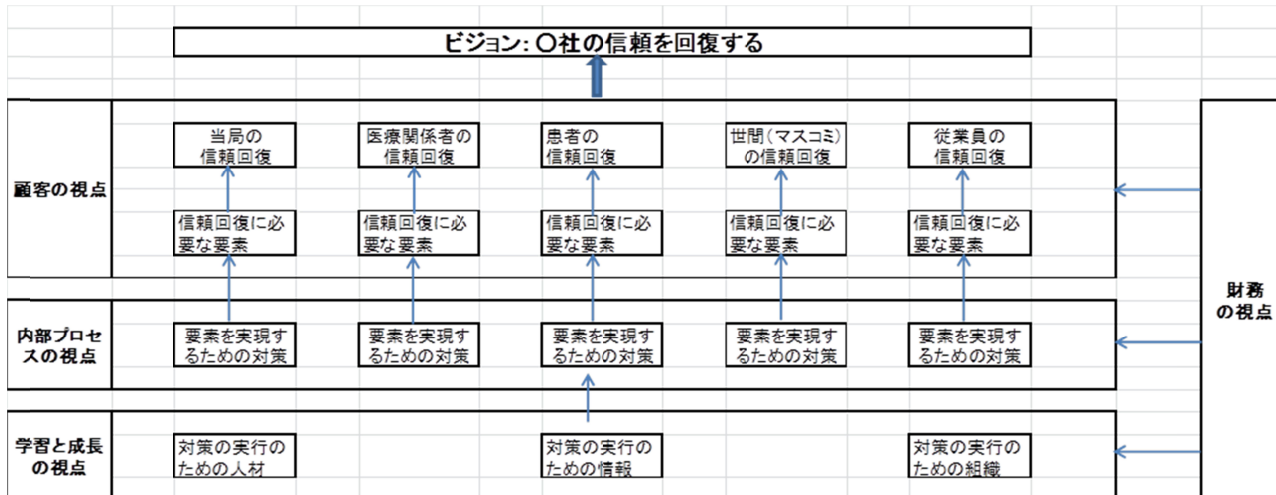 ビジョン：〇社の信頼を回復する
当局の
信頼回復
医療関係者の
信頼回復
患者の
信頼回復
世間（マスコミ）
の信頼回復
従業員の
信頼回復
顧客の視点
信頼回復に必
要な要素
信頼回復に必
要な要素
信頼回復に必
要な要素
信頼回復に必
要な要素
信頼回復に必
要な要素
財務
の視点
内部プロセ
スの視点
要素を実現す
るための対策
要素を実現す
るための対策
要素を実現す
るための対策
要素を実現す
るための対策
要素を実現す
るための対策
学習と成長
の視点
対策の実行の
ための人材
対策の実行の
ための情報
対策の実行の
ための組織